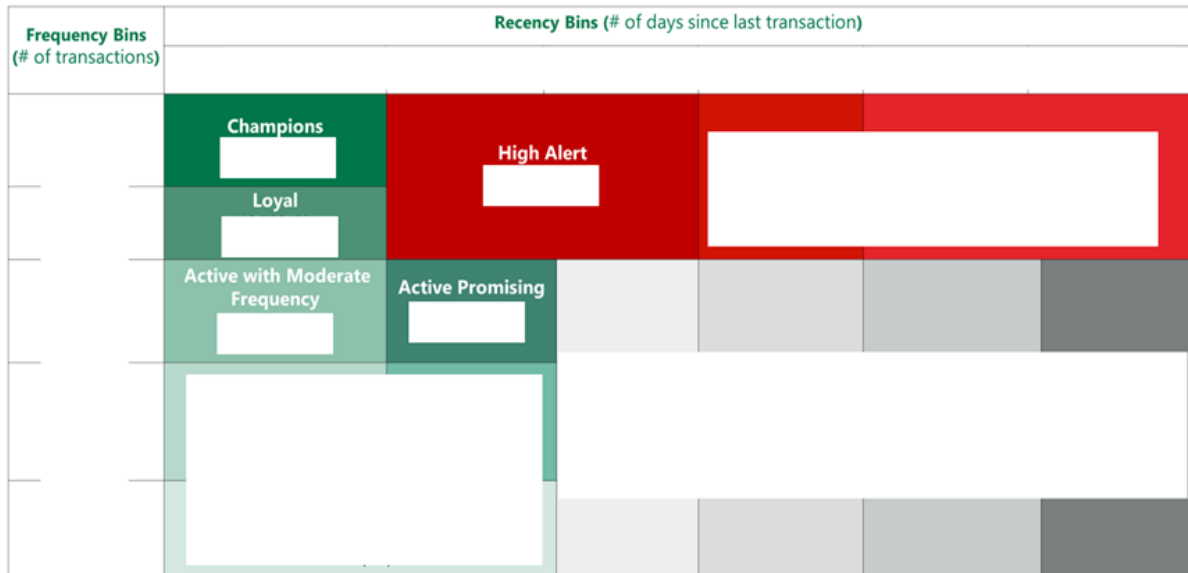 Frequency Bins
(# of transactions)
Recency Bins (# of days since last transaction)
Champions
High Alert
Loyal
Active with Moderate
Frequency
Active Promising